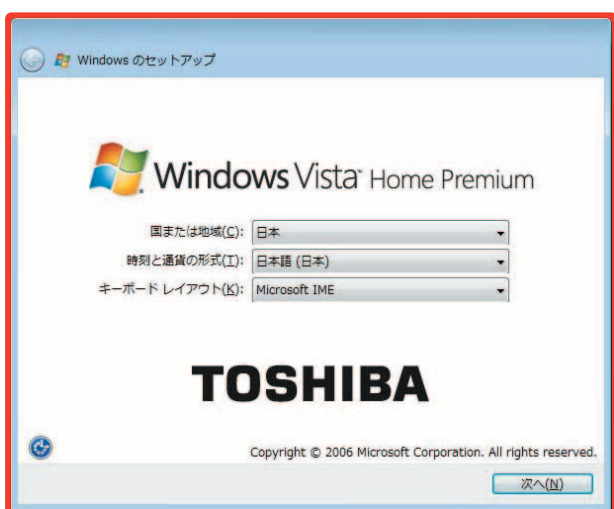 Windows のセットアップ
Windows Vista™ Home Premium
国または地域(C): 日本
時刻と通貨の形式(T): 日本語 (日本)
キーボード レイアウト(K): Microsoft IME
TOSHIBA
Copyright © 2006 Microsoft Corporation. All rights reserved.
次へ(N)